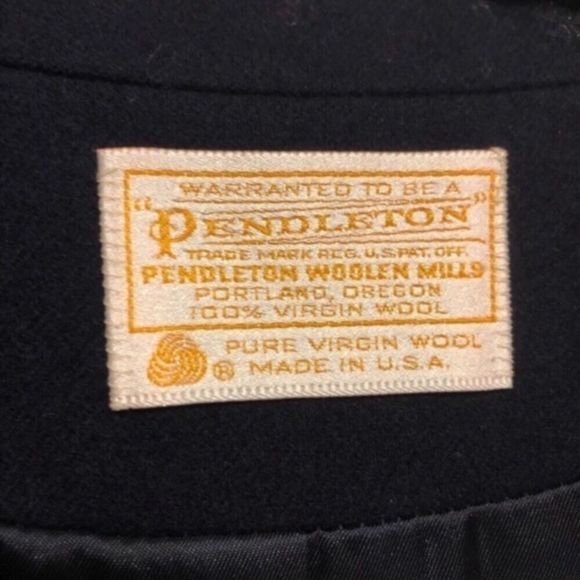 WARRANTED TO BE A
"PENDLETON"
TRADE MARK REG. U.S. PAT. OFF.
PENDLETON WOOLEN MILLS
PORTLAND, OREGON
100% VIRGIN WOOL
PURE VIRGIN WOOL
® MADE IN U.S.A.